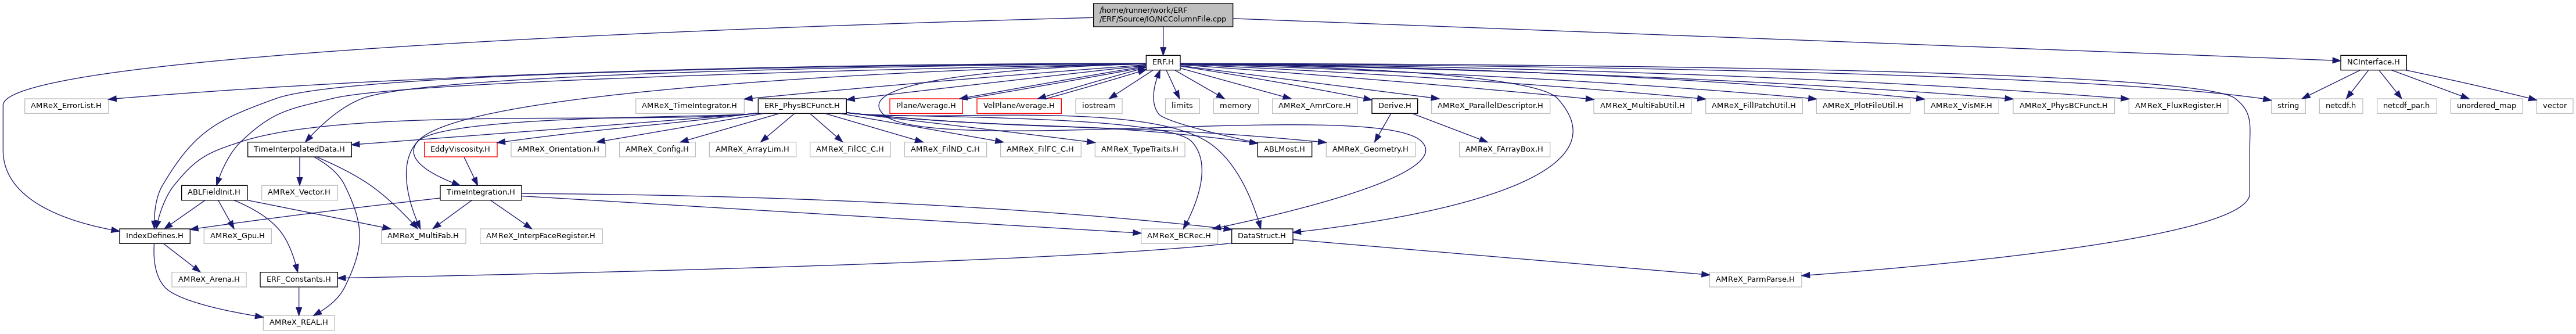 /home/runner/work/ERF
/ERF/Source/IO/NCColumnFile.cpp
ERF.H
NCInterface.H
AMReX_ErrorList.H
AMReX_TimeIntegrator.H
ERF_PhysBCFunct.H
PlaneAverage.H
VelPlaneAverage.H
iostream
limits
memory
AMReX_AmrCore.H
Derive.H
AMReX_ParallelDescriptor.H
AMReX_MultiFabUtil.H
AMReX_FillPatchUtil.H
AMReX_PlotFileUtil.H
AMReX_VisMF.H
AMReX_PhysBCFunct.H
AMReX_FluxRegister.H
string
netcdf.h
netcdf_par.h
unordered_map
vector
TimeInterpolatedData.H
EddyViscosity.H
AMReX_Orientation.H
AMReX_Config.H
AMReX_ArrayLim.H
AMReX_FilCC_C.H
AMReX_FilND_C.H
AMReX_FilFC_C.H
AMReX_TypeTraits.H
ABLMost.H
AMReX_Geometry.H
AMReX_FArrayBox.H
ABLFieldInit.H
AMReX_Vector.H
TimeIntegration.H
IndexDefines.H
AMReX_Gpu.H
AMReX_MultiFab.H
AMReX_InterpFaceRegister.H
AMReX_BCRec.H
DataStruct.H
AMReX_Arena.H
ERF_Constants.H
AMReX_ParmParse.H
AMReX_REAL.H